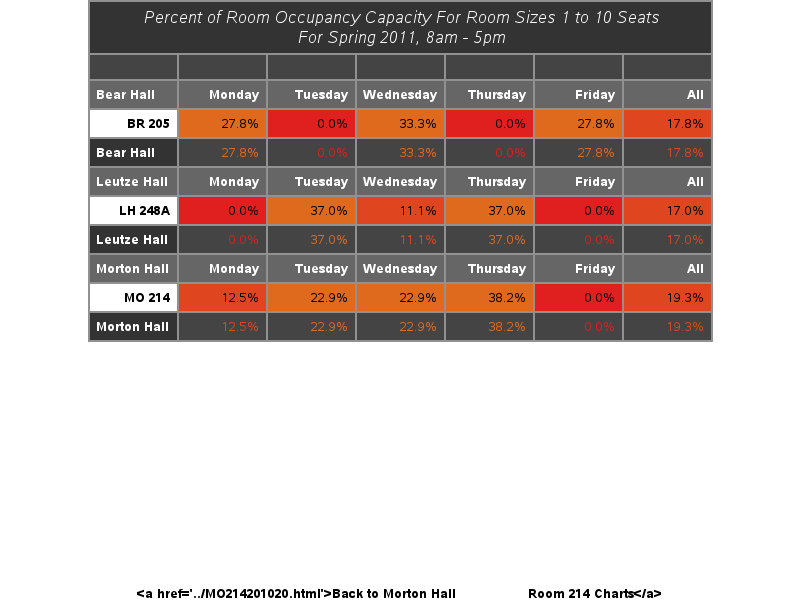 Percent of Room Occupancy Capacity For Room Sizes 1 to 10 Seats
For Spring 2011, 8am - 5pm
Bear Hall Monday Tuesday Wednesday Thursday Friday All
BR 205 27.8% 0.0% 33.3% 0.0% 27.8% 17.8%
Bear Hall 27.8% 0.0% 33.3% 0.0% 27.8% 17.8%
Leutze Hall Monday Tuesday Wednesday Thursday Friday All
LH 248A 0.0% 37.0% 11.1% 37.0% 0.0% 17.0%
Leutze Hall 0.0% 37.0% 11.1% 37.0% 0.0% 17.0%
Morton Hall Monday Tuesday Wednesday Thursday Friday All
MO 214 12.5% 22.9% 22.9% 38.2% 0.0% 19.3%
Morton Hall 12.5% 22.9% 22.9% 38.2% 0.0% 19.3%
<a href='../MO214201020.html'>Back to Morton Hall Room 214 Charts</a>